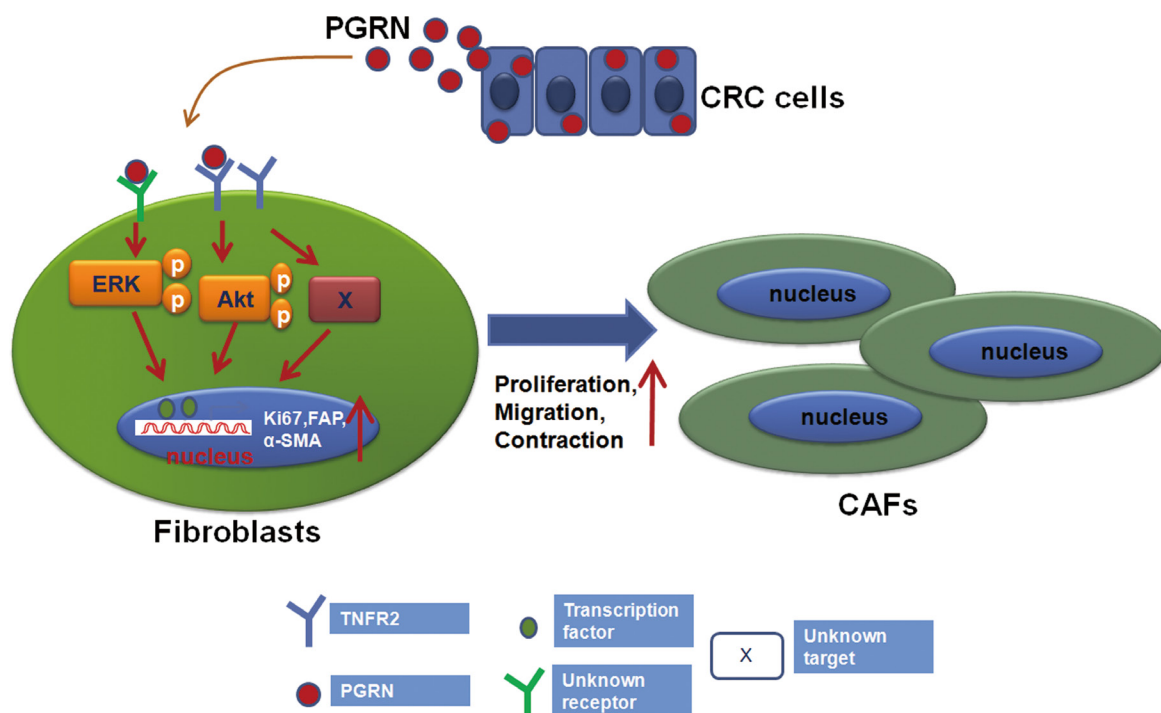 PGRN
CRC cells
ERK
p
p
Akt
p
p
X
Ki67,FAP,
α-SMA
nucleus
Fibroblasts
Proliferation,
Migration,
Contraction
nucleus
nucleus
nucleus
CAFs
TNFR2
Transcription
factor
X
Unknown
target
PGRN
Unknown
receptor